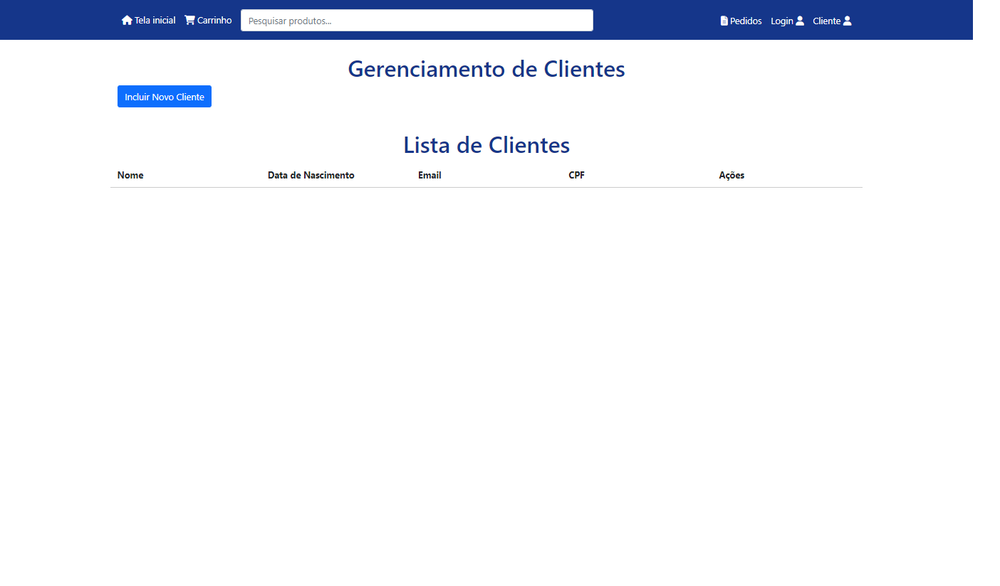 Tela inicial Carrinho Pesquisar produtos... Pedidos Login Cliente
Gerenciamento de Clientes
Incluir Novo Cliente
Lista de Clientes
Nome Data de Nascimento Email CPF Ações